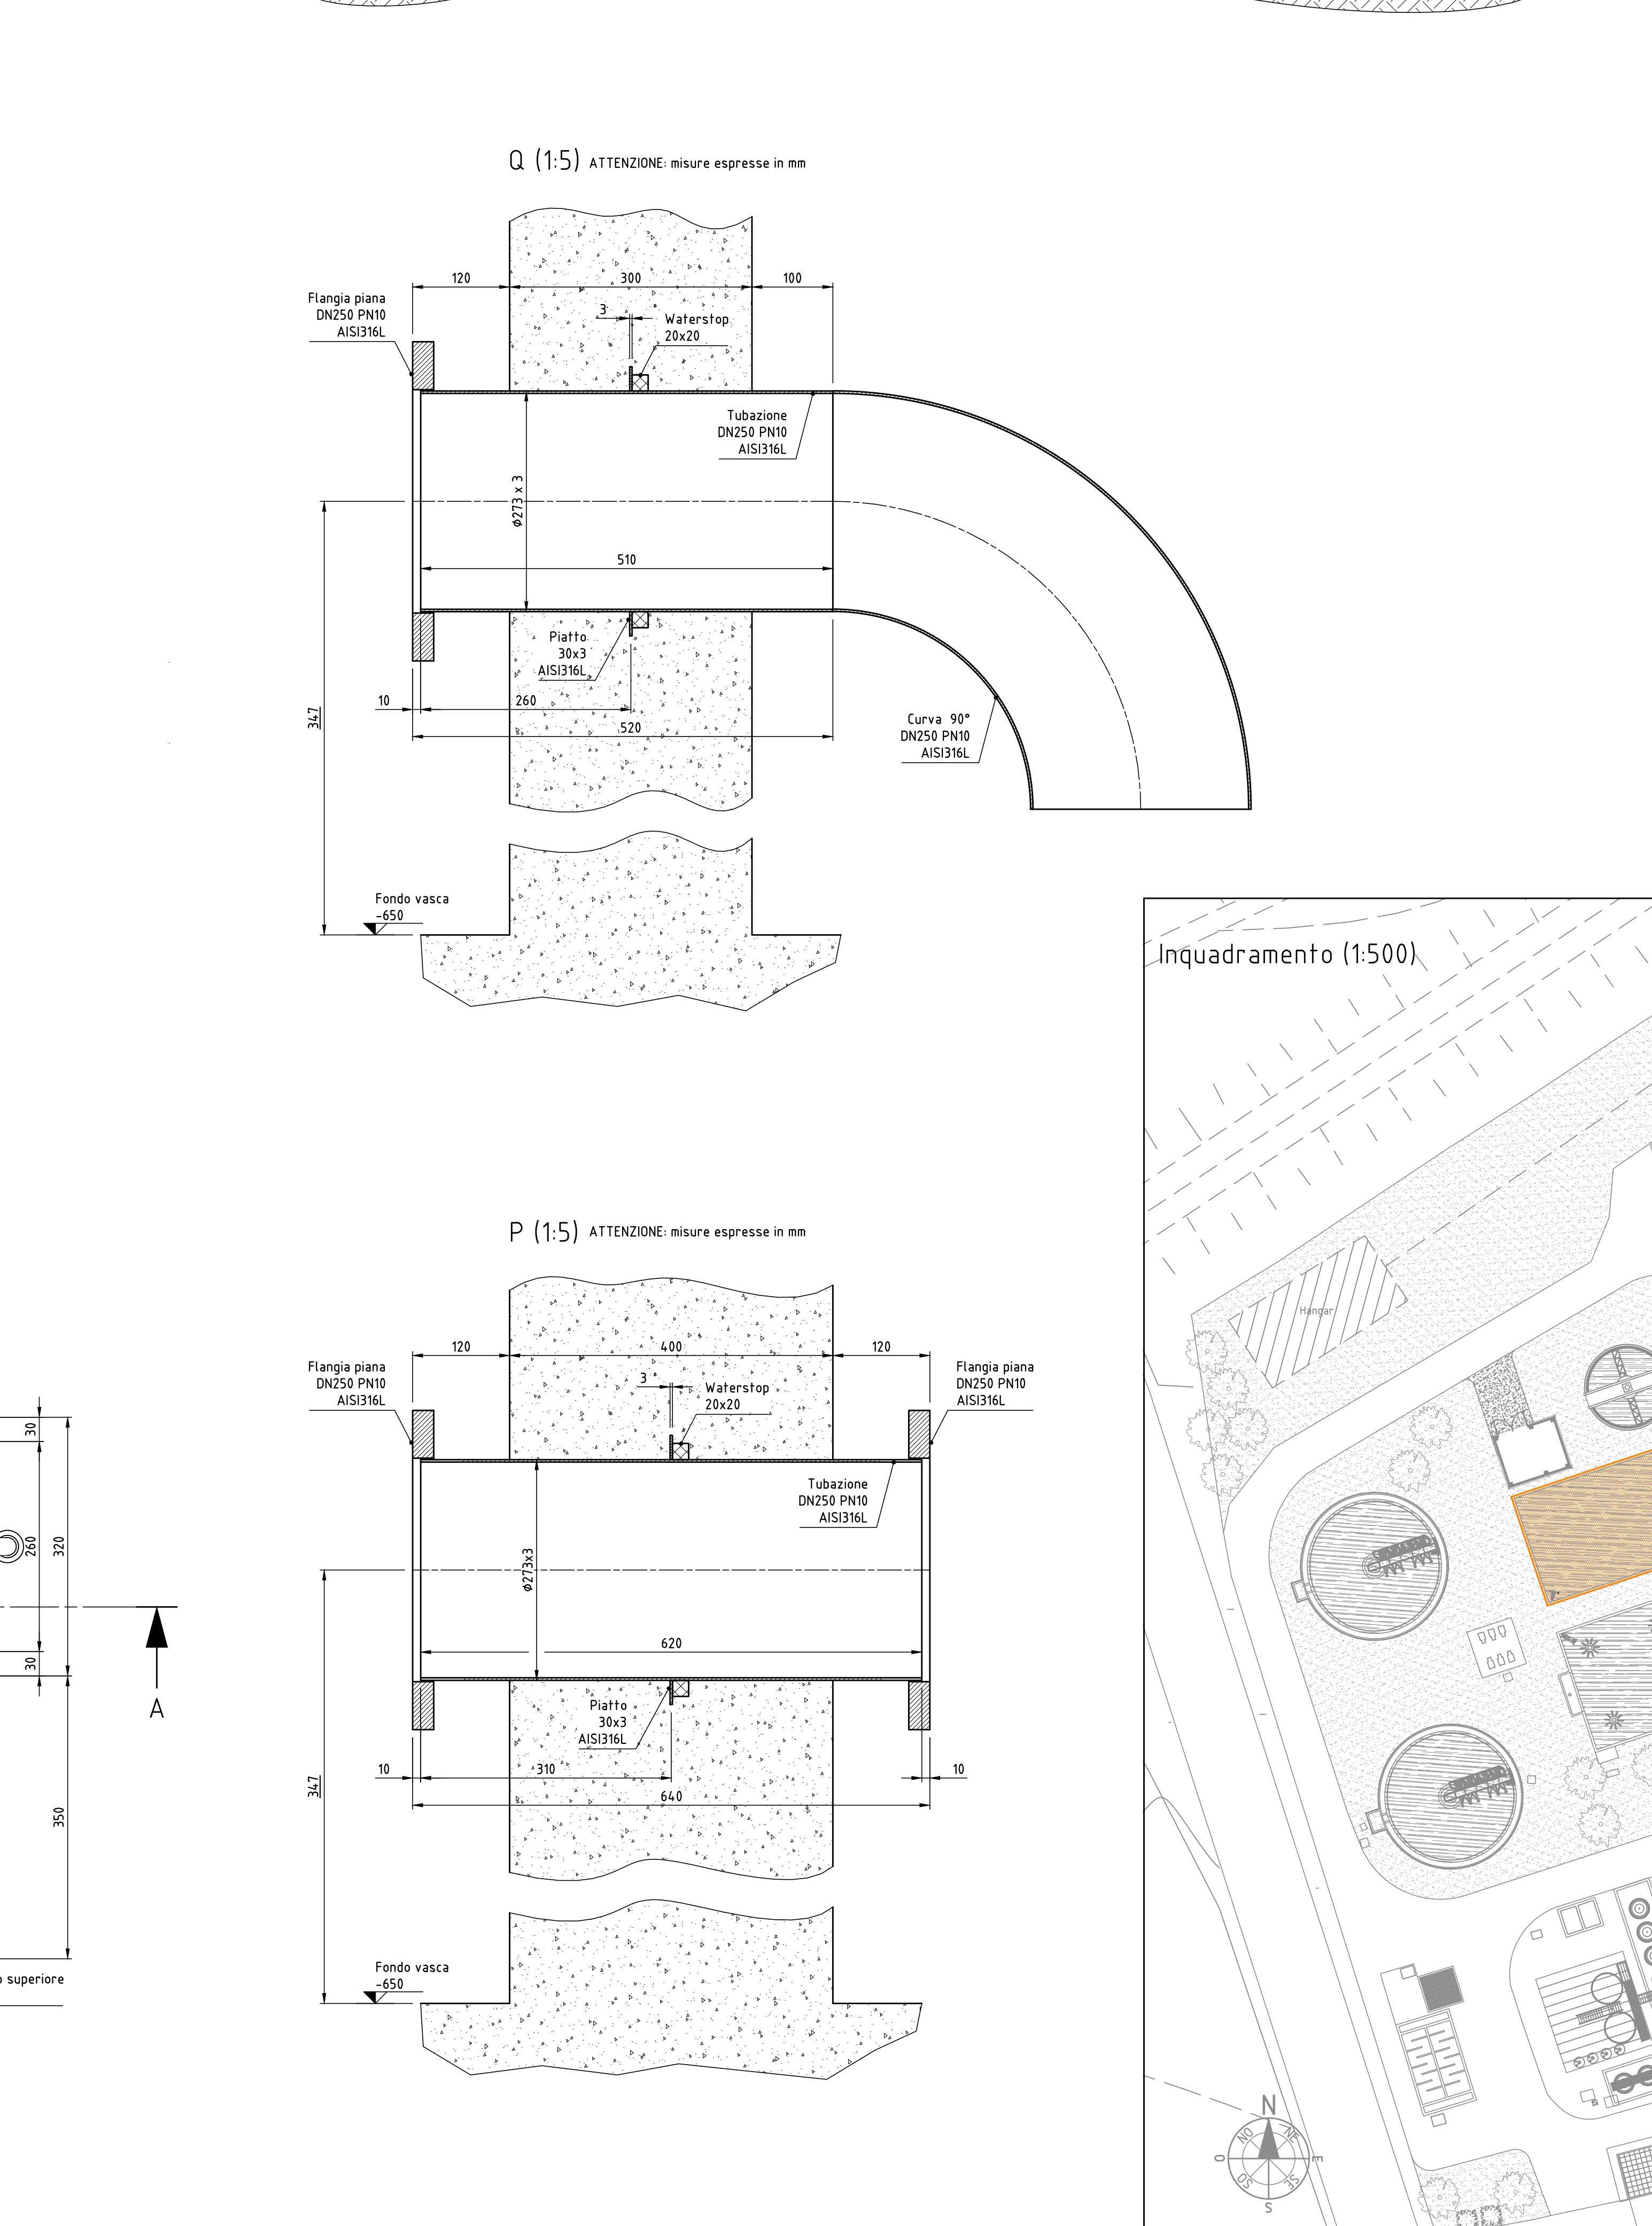 Q (1:5) ATTENZIONE: misure espresse in mm
120
300
100
Flangia piana
DN250 PN10
AISI316L
3
Waterstop
20x20
Tubazione
DN250 PN10
AISI316L
Φ273 x 3
510
Piatto
30x3
AISI316L
10
260
520
347
Curva 90°
DN250 PN10
AISI316L
Fondo vasca
-650
P (1:5) ATTENZIONE: misure espresse in mm
120
400
120
Flangia piana
DN250 PN10
AISI316L
3
Waterstop
20x20
Flangia piana
DN250 PN10
AISI316L
Tubazione
DN250 PN10
AISI316L
Φ273x3
620
Piatto
30x3
AISI316L
10
310
10
640
347
Fondo vasca
-650
30
260
320
30
350
A
superiore
Inquadramento (1:500)
Hangar
N
NO
NE
O
E
SO
SE
S